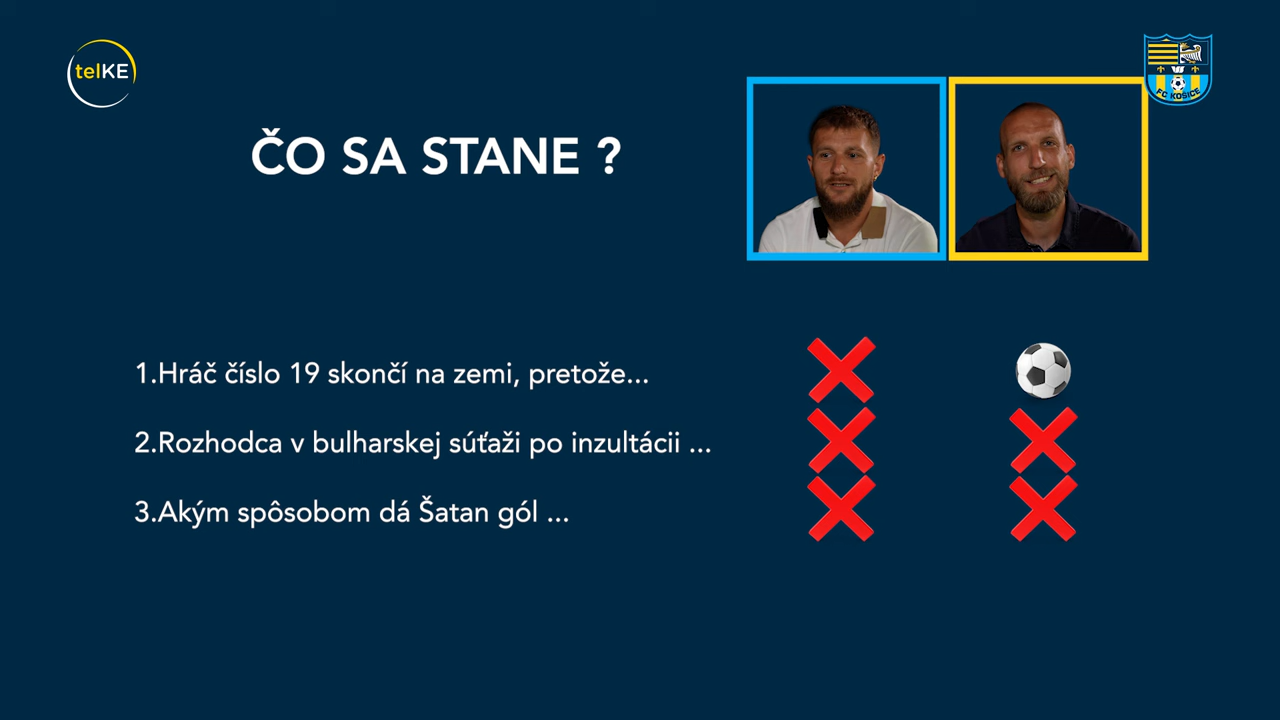 telKE
FC KOŠICE
ČO SA STANE ?
1.Hráč číslo 19 skončí na zemi, pretože...
2.Rozhodca v bulharskej súťaži po inzultácii ...
3.Akým spôsobom dá Šatan gól ...